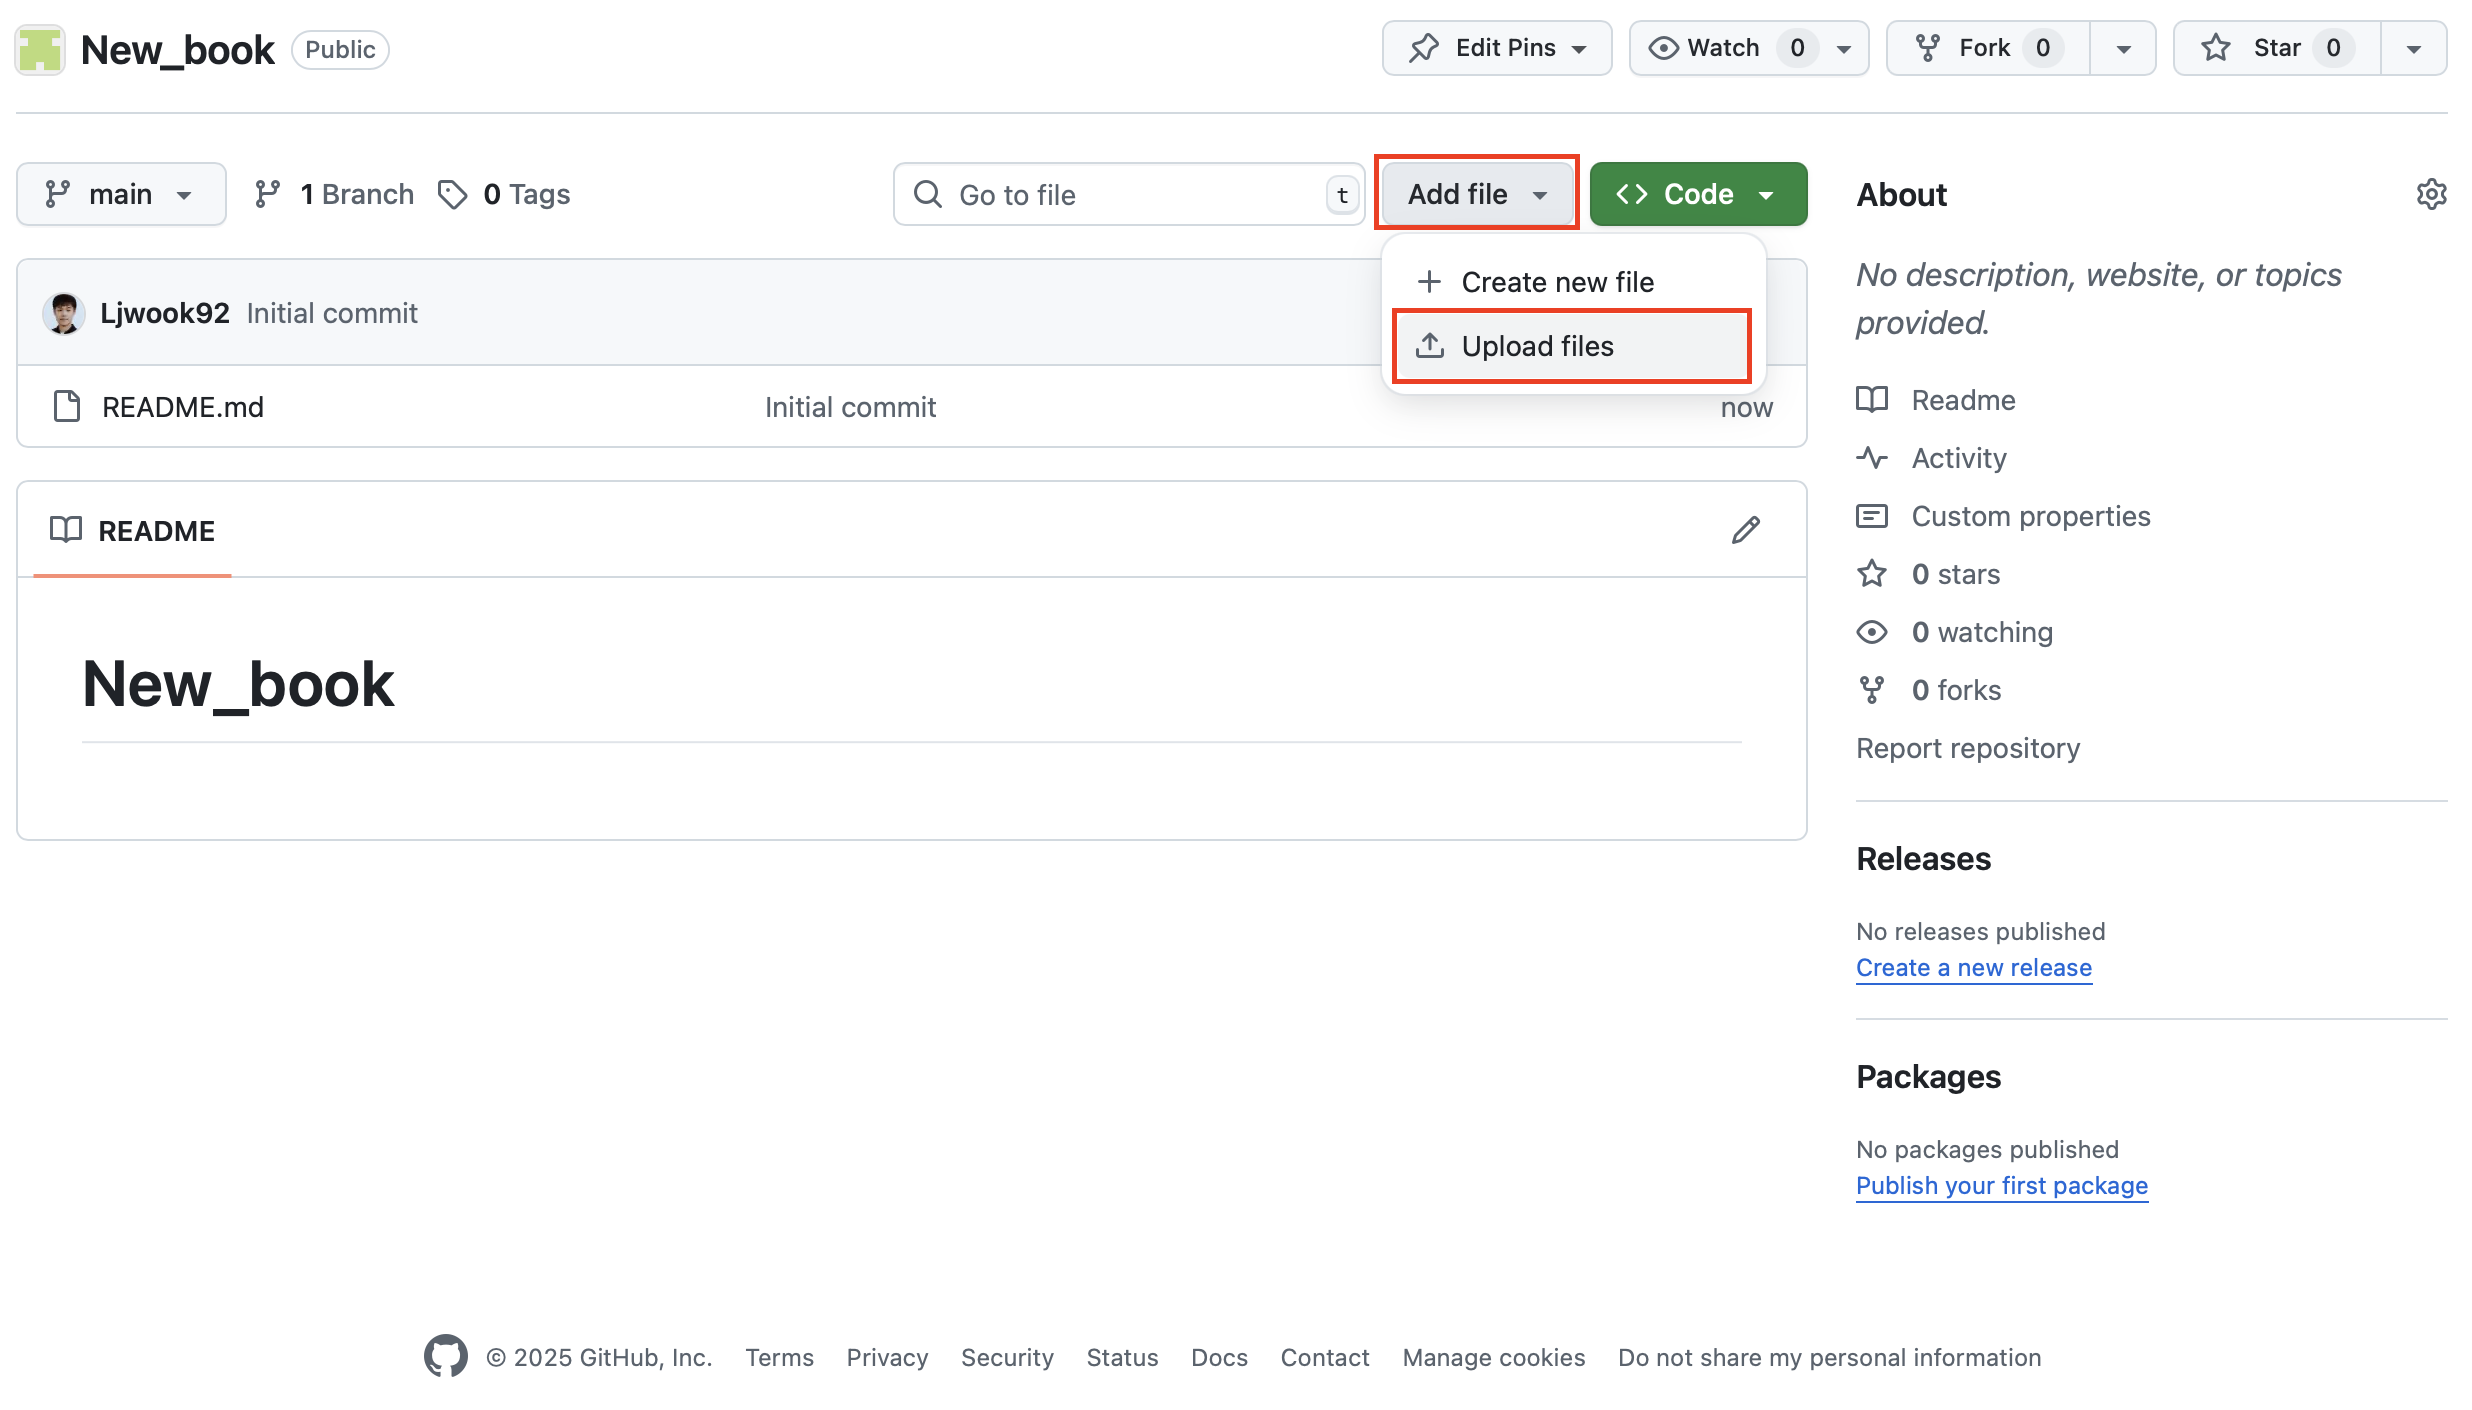 New_book Public
Edit Pins Watch 0 Fork 0 Star 0
main 1 Branch 0 Tags Go to file t Add file Code
Create new file
Upload files
Ljwook92 Initial commit
README.md Initial commit now
README
New_book
About
No description, website, or topics
provided.
Readme
Activity
Custom properties
0 stars
0 watching
0 forks
Report repository
Releases
No releases published
Create a new release
Packages
No packages published
Publish your first package
© 2025 GitHub, Inc. Terms Privacy Security Status Docs Contact Manage cookies Do not share my personal information